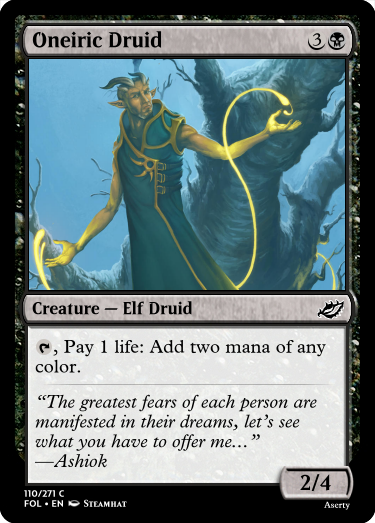 Oneiric Druid 3
Creature — Elf Druid
, Pay 1 life: Add two mana of any
color.
“The greatest fears of each person are
manifested in their dreams, let’s see
what you have to offer me…”
—Ashiok
2/4
110/271 C
FOL • EN Steamhat
Aserty